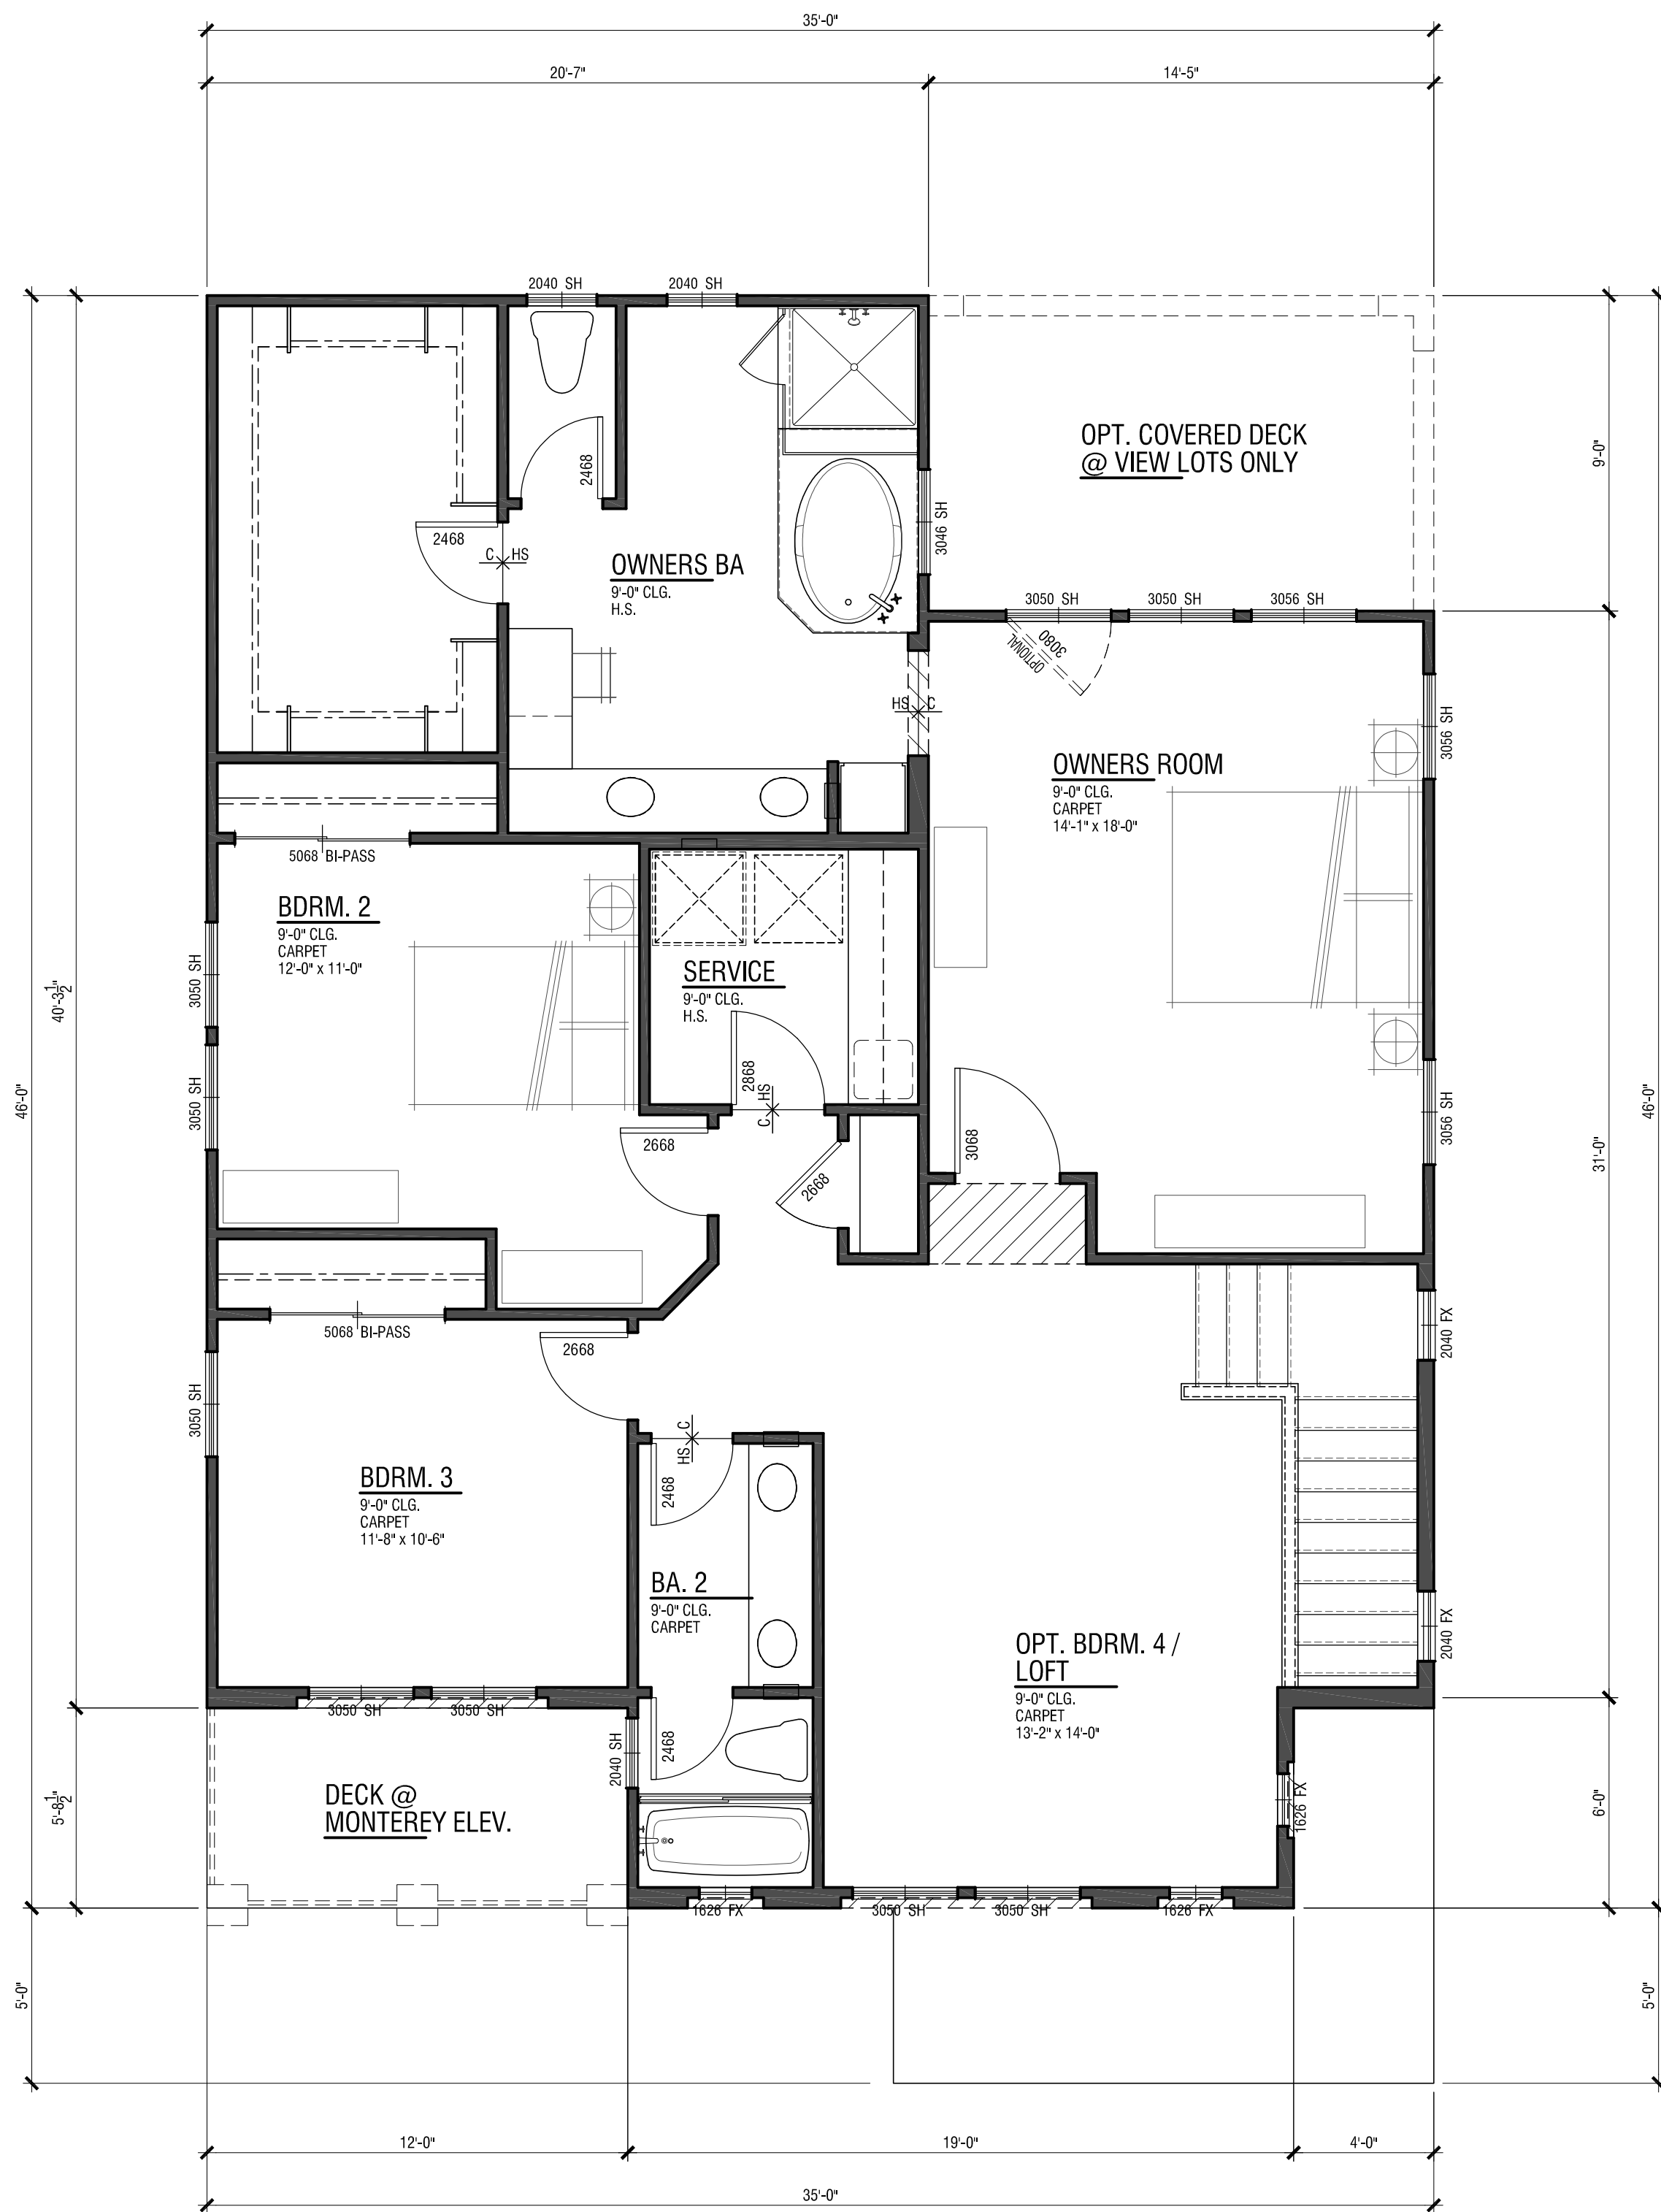 35'-0"
20'-7"
14'-5"
2040 SH
2040 SH
OPT. COVERED DECK
@ VIEW LOTS ONLY
9'-0"
2468
3046 SH
2468
C HS
OWNERS BA
9'-0" CLG.
H.S.
3050 SH
3050 SH
3056 SH
3080
OPTIONAL
HS C
3056 SH
OWNERS ROOM
9'-0" CLG.
CARPET
14'-1" x 18'-0"
5068 BI-PASS
BDRM. 2
9'-0" CLG.
CARPET
12'-0" x 11'-0"
3050 SH
SERVICE
9'-0" CLG.
H.S.
40'-3 1/2"
46'-0"
3050 SH
2868
C HS
3056 SH
46'-0"
31'-0"
2668
3068
2668
5068 BI-PASS
2668
2040 FX
3050 SH
HS C
2468
BDRM. 3
9'-0" CLG.
CARPET
11'-8" x 10'-6"
BA. 2
9'-0" CLG.
CARPET
2040 FX
OPT. BDRM. 4 /
LOFT
9'-0" CLG.
CARPET
13'-2" x 14'-0"
3050 SH
3050 SH
2040 SH
2468
DECK @
MONTEREY ELEV.
5'-8 1/2"
1626 FX
6'-0"
1626 FX
3050 SH
3050 SH
1626 FX
5'-0"
5'-0"
12'-0"
19'-0"
4'-0"
35'-0"